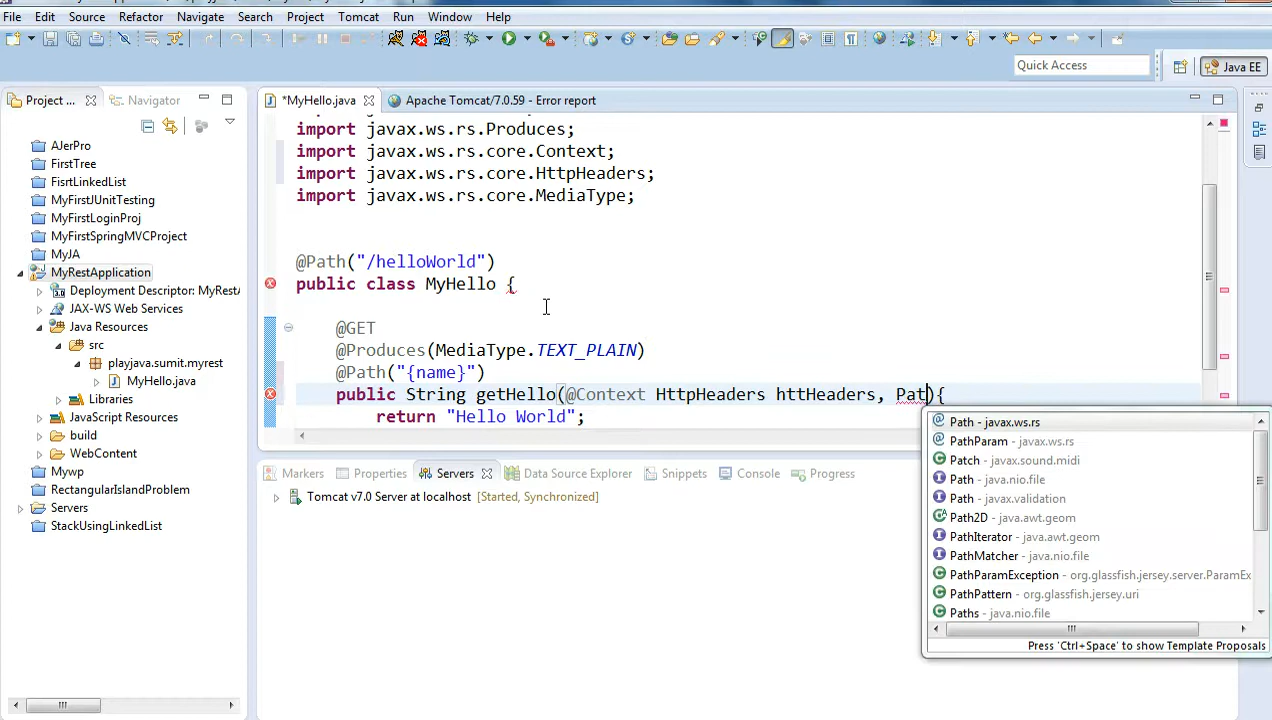 File Edit Source Refactor Navigate Search Project Tomcat Run Window Help
Quick Access
Java EE
Project ...
Navigator
*MyHello.java
Apache Tomcat/7.0.59 - Error report
AJerPro
FirstTree
FisrtLinkedList
MyFirstJUnitTesting
MyFirstLoginProj
MyFirstSpringMVCProject
MyJA
MyRestApplication
Deployment Descriptor: MyRestA
JAX-WS Web Services
Java Resources
src
playjava.sumit.myrest
MyHello.java
Libraries
JavaScript Resources
build
WebContent
Mywp
RectangularIslandProblem
Servers
StackUsingLinkedList
import javax.ws.rs.Produces;
import javax.ws.rs.core.Context;
import javax.ws.rs.core.HttpHeaders;
import javax.ws.rs.core.MediaType;
@Path("/helloWorld")
public class MyHello {
@GET
@Produces(MediaType.TEXT_PLAIN)
@Path("{name}")
public String getHello(@Context HttpHeaders httHeaders, Pat){
return "Hello World";
Path - javax.ws.rs
PathParam - javax.ws.rs
Patch - javax.sound.midi
Path - java.nio.file
Path - javax.validation
Path2D - java.awt.geom
PathIterator - java.awt.geom
PathMatcher - java.nio.file
PathParamException - org.glassfish.jersey.server.ParamEx
PathPattern - org.glassfish.jersey.uri
Paths - java.nio.file
Press 'Ctrl+Space' to show Template Proposals
Markers
Properties
Servers
Data Source Explorer
Snippets
Console
Progress
Tomcat v7.0 Server at localhost [Started, Synchronized]